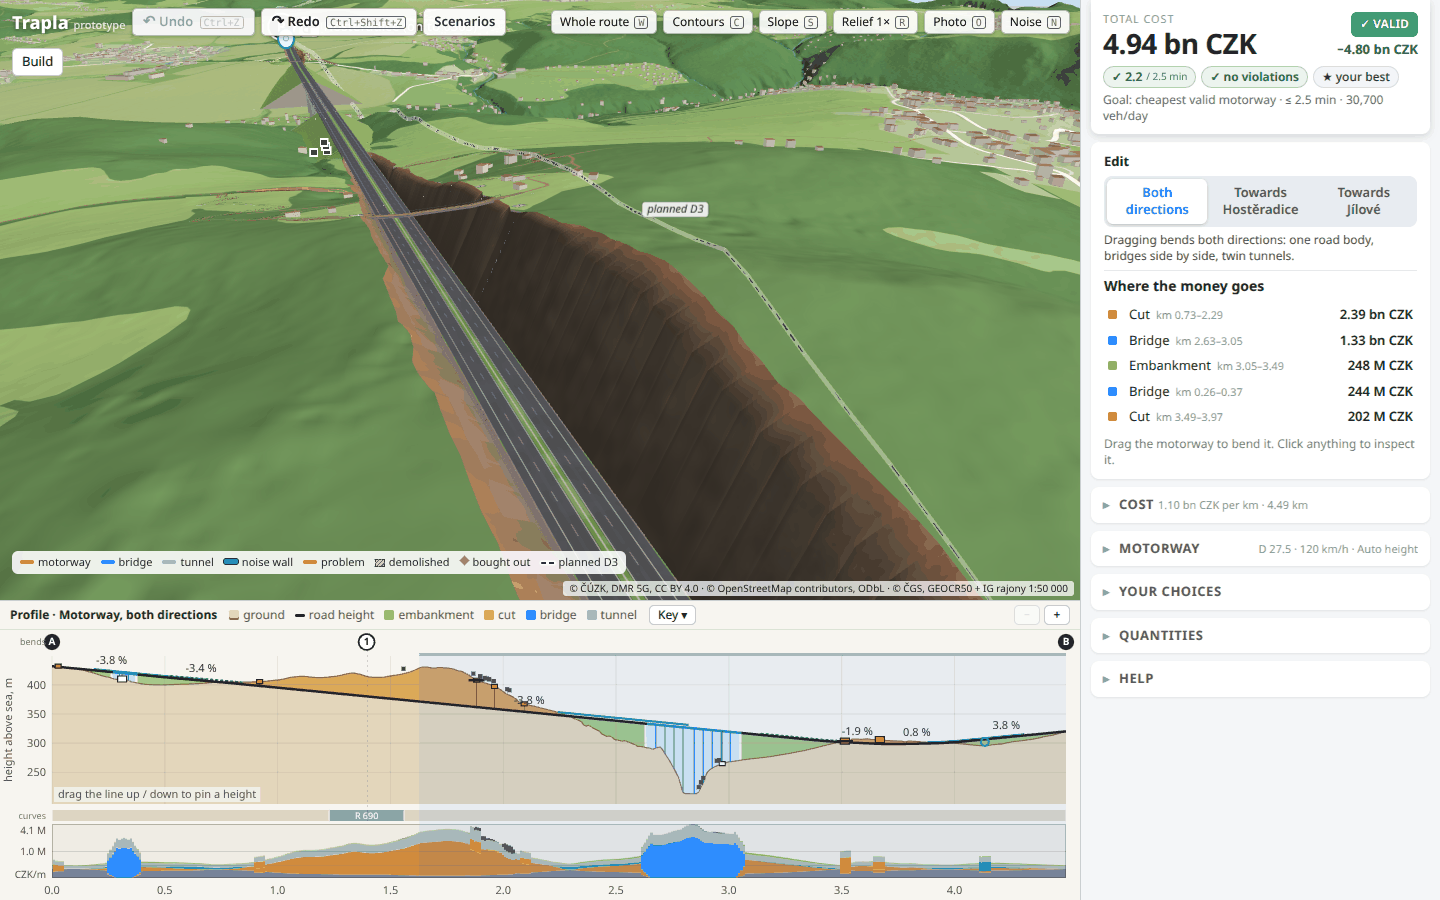 Trapla prototype
↶ Undo Ctrl+Z
↷ Redo Ctrl+Shift+Z
Scenarios
Whole route W
Contours C
Slope S
Relief 1× R
Photo O
Noise N
Build
planned D3
motorway bridge tunnel noise wall problem demolished bought out planned D3
© ČÚZK, DMR 5G, CC BY 4.0 · © OpenStreetMap contributors, ODbL · © ČGS, GEOCR50 + IG rajony 1:50 000
TOTAL COST
✓ VALID
4.94 bn CZK
−4.80 bn CZK
✓ 2.2 / 2.5 min
✓ no violations
★ your best
Goal: cheapest valid motorway · ≤ 2.5 min · 30,700
veh/day
Edit
Both
directions
Towards
Hostěradice
Towards
Jílové
Dragging bends both directions: one road body,
bridges side by side, twin tunnels.
Where the money goes
Cut km 0.73–2.29 2.39 bn CZK
Bridge km 2.63–3.05 1.33 bn CZK
Embankment km 3.05–3.49 248 M CZK
Bridge km 0.26–0.37 244 M CZK
Cut km 3.49–3.97 202 M CZK
Drag the motorway to bend it. Click anything to inspect
it.
▸ COST 1.10 bn CZK per km · 4.49 km
▸ MOTORWAY D 27.5 · 120 km/h · Auto height
▸ YOUR CHOICES
▸ QUANTITIES
▸ HELP
Profile · Motorway, both directions ground road height embankment cut bridge tunnel Key ▾ − +
bends A 1 B
-3.8 % -3.4 % -3.8 % -1.9 % 0.8 % 3.8 %
height above sea, m
400
350
300
250
drag the line up / down to pin a height
curves R 690
4.1 M
1.0 M
CZK/m
0.0 0.5 1.0 1.5 2.0 2.5 3.0 3.5 4.0